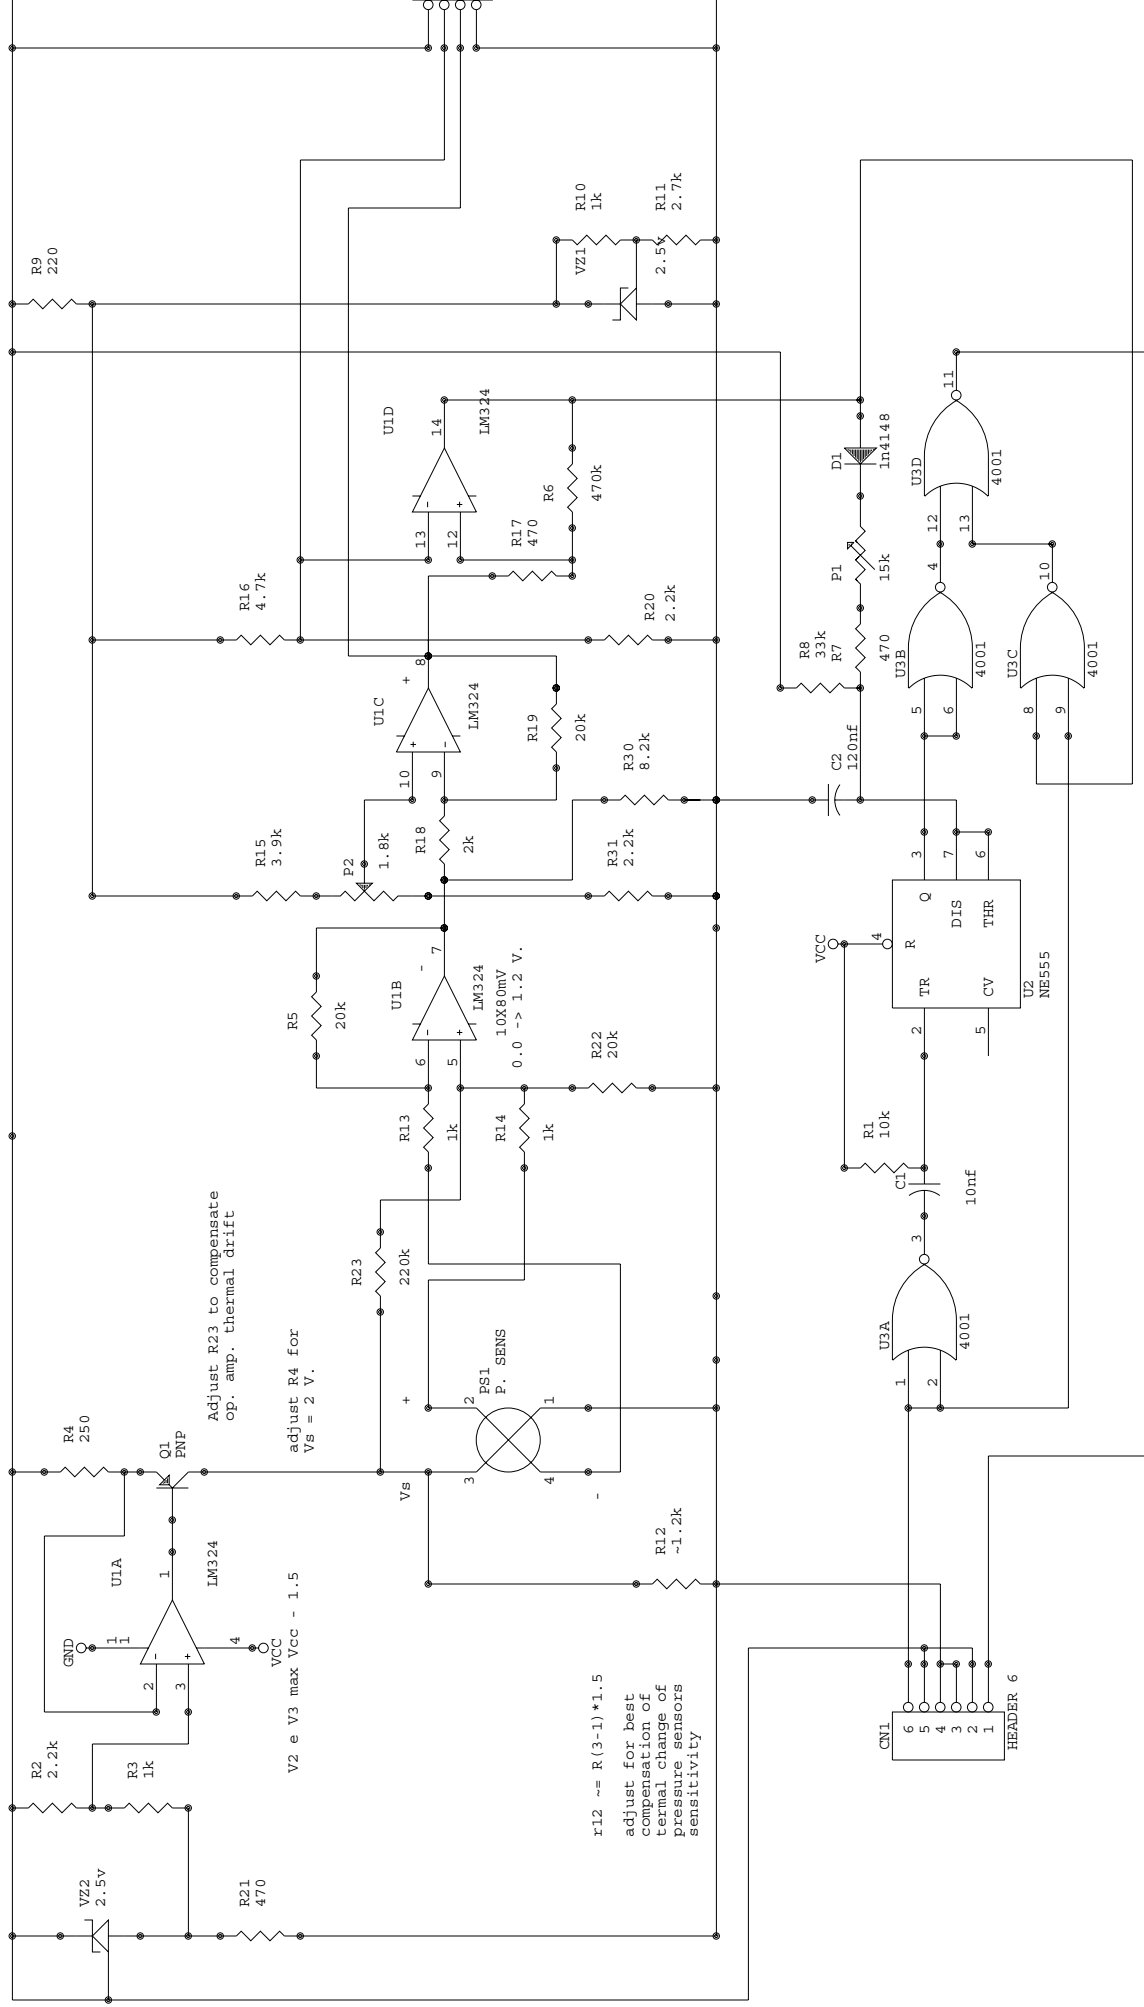 R9
220
R10
1k
VZ1
2.5v
R11
2.7k
U1D
LM324
14
13
12
-
+
R6
470k
R17
470
R16
4.7k
R20
2.2k
U1C
LM324
8
+
10
9
+
-
R19
20k
R30
8.2k
R15
3.9k
P2
1.8k
R18
2k
R31
2.2k
R5
20k
U1B
LM324
7
-
6
5
-
+
10X80mV
0.0 -> 1.2 V.
R22
20k
R13
1k
R14
1k
R23
220k
Adjust R23 to compensate
op. amp. thermal drift
adjust R4 for
Vs = 2 V.
PS1
P. SENS
+
2
1
3
4
-
Vs
R4
250
Q1
PNP
U1A
LM324
1
GND
11
4
VCC
2
3
-
+
V2 e V3 max Vcc - 1.5
R12
~1.2k
r12 ~= R(3-1)*1.5
adjust for best
compensation of
termal change of
pressure sensors
sensitivity
R2
2.2k
R3
1k
VZ2
2.5v
R21
470
D1
1n4148
P1
15k
R8
33k
R7
470
C2
120nf
U3D
4001
11
12
13
U3B
4001
4
5
6
U3C
4001
10
8
9
3
7
6
Q
DIS
THR
R
TR
CV
4
2
5
VCC
U2
NE555
R1
10k
C1
10nf
U3A
4001
3
1
2
CN1
6
5
4
3
2
1
HEADER 6